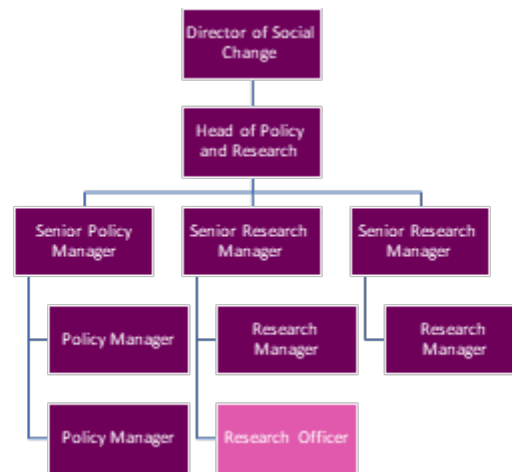 Director of Social
Change
Head of Policy
and Research
Senior Policy
Manager
Senior Research
Manager
Senior Research
Manager
Policy Manager
Research
Manager
Research
Manager
Policy Manager
Research Officer